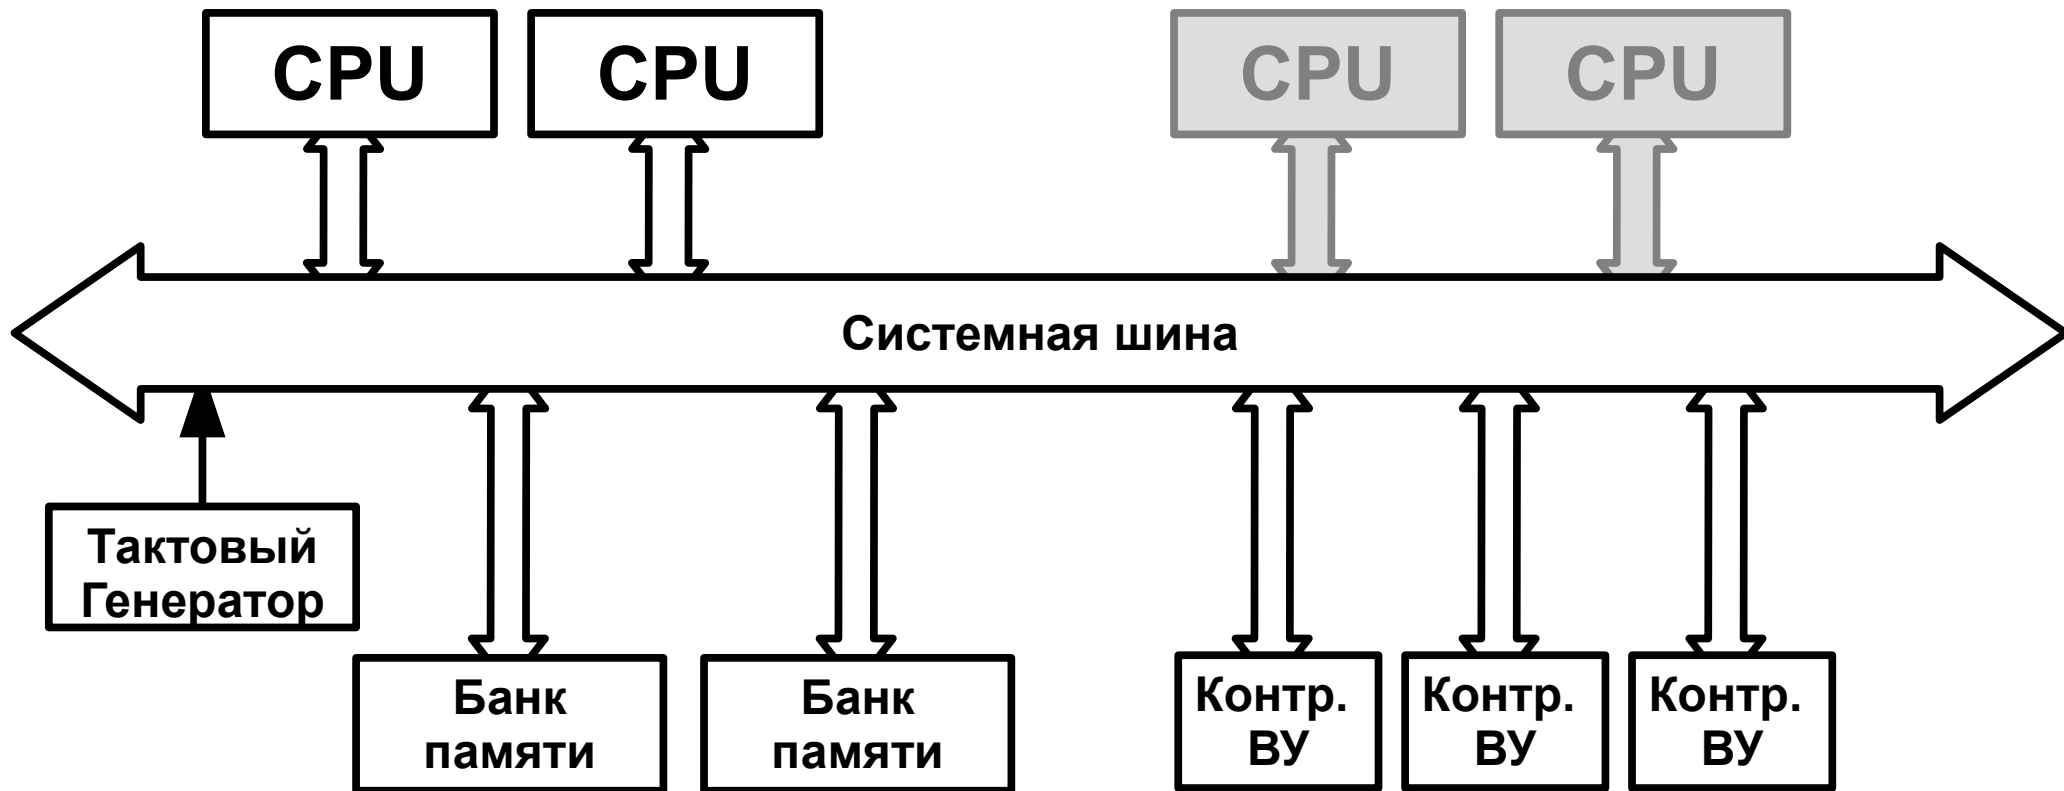 CPU
CPU
CPU
CPU
Системная шина
Тактовый
Генератор
Банк
памяти
Банк
памяти
Контр.
ВУ
Контр.
ВУ
Контр.
ВУ